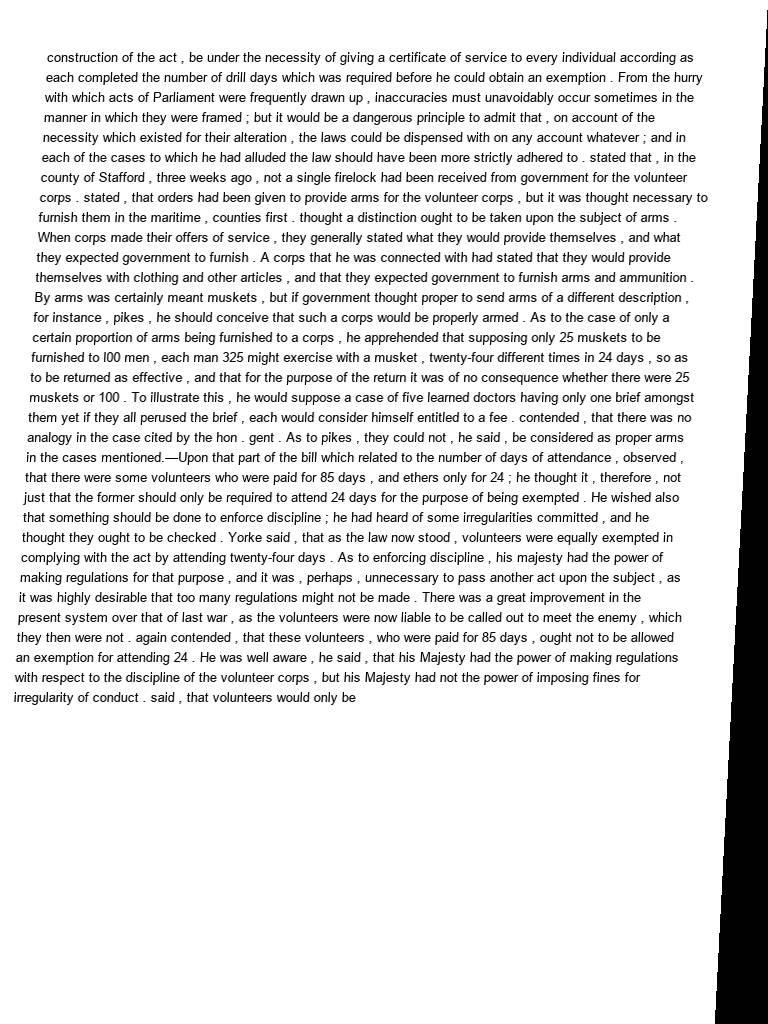 construction of the act , be under the necessity of giving a certificate of service to every individual according as
each completed the number of drill days which was required before he could obtain an exemption . From the hurry
with which acts of Parliament were frequently drawn up , inaccuracies must unavoidably occur sometimes in the
manner in which they were framed ; but it would be a dangerous principle to admit that , on account of the
necessity which existed for their alteration , the laws could be dispensed with on any account whatever ; and in
each of the cases to which he had alluded the law should have been more strictly adhered to . stated that , in the
county of Stafford , three weeks ago , not a single firelock had been received from government for the volunteer
corps . stated , that orders had been given to provide arms for the volunteer corps , but it was thought necessary to
furnish them in the maritime , counties first . thought a distinction ought to be taken upon the subject of arms .
When corps made their offers of service , they generally stated what they would provide themselves , and what
they expected government to furnish . A corps that he was connected with had stated that they would provide
themselves with clothing and other articles , and that they expected government to furnish arms and ammunition .
By arms was certainly meant muskets , but if government thought proper to send arms of a different description ,
for instance , pikes , he should conceive that such a corps would be properly armed . As to the case of only a
certain proportion of arms being furnished to a corps , he apprehended that supposing only 25 muskets to be
furnished to l00 men , each man 325 might exercise with a musket , twenty-four different times in 24 days , so as
to be returned as effective , and that for the purpose of the return it was of no consequence whether there were 25
muskets or 100 . To illustrate this , he would suppose a case of five learned doctors having only one brief amongst
them yet if they all perused the brief , each would consider himself entitled to a fee . contended , that there was no
analogy in the case cited by the hon . gent . As to pikes , they could not , he said , be considered as proper arms
in the cases mentioned.—Upon that part of the bill which related to the number of days of attendance , observed ,
that there were some volunteers who were paid for 85 days , and ethers only for 24 ; he thought it , therefore , not
just that the former should only be required to attend 24 days for the purpose of being exempted . He wished also
that something should be done to enforce discipline ; he had heard of some irregularities committed , and he
thought they ought to be checked . Yorke said , that as the law now stood , volunteers were equally exempted in
complying with the act by attending twenty-four days . As to enforcing discipline , his majesty had the power of
making regulations for that purpose , and it was , perhaps , unnecessary to pass another act upon the subject , as
it was highly desirable that too many regulations might not be made . There was a great improvement in the
present system over that of last war , as the volunteers were now liable to be called out to meet the enemy , which
they then were not . again contended , that these volunteers , who were paid for 85 days , ought not to be allowed
an exemption for attending 24 . He was well aware , he said , that his Majesty had the power of making regulations
with respect to the discipline of the volunteer corps , but his Majesty had not the power of imposing fines for
irregularity of conduct . said , that volunteers would only be